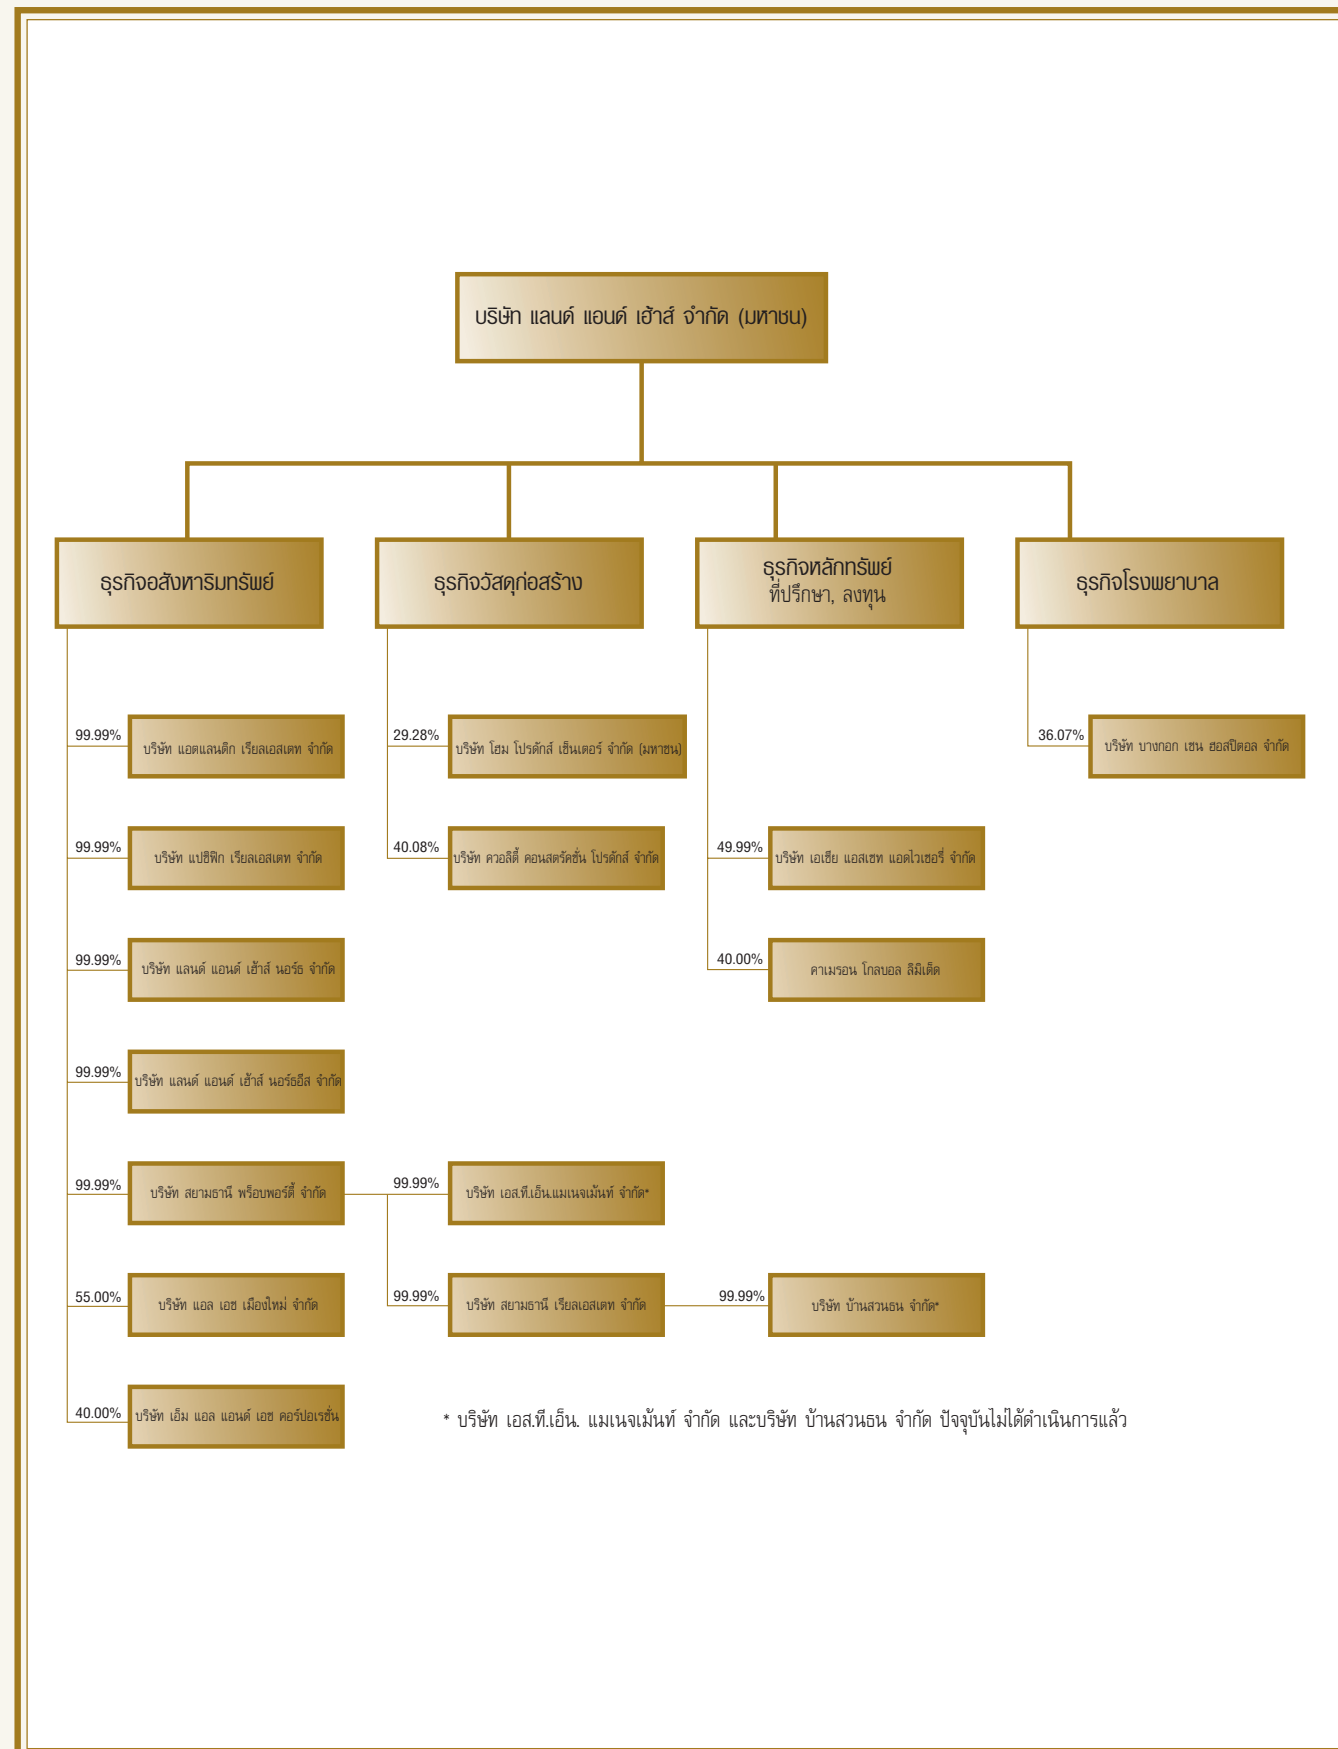 บริษัท แลนด์ แอนด์ เฮ้าส์ จำกัด (มหาชน)
ธุรกิจอสังหาริมทรัพย์
ธุรกิจวัสดุก่อสร้าง
ธุรกิจหลักทรัพย์
ที่ปรึกษา, ลงทุน
ธุรกิจโรงพยาบาล
99.99%
บริษัท แอตแลนติก เรียลเอสเตท จำกัด
29.28%
บริษัท โฮม โปรดักส์ เซ็นเตอร์ จำกัด (มหาชน)
36.07%
บริษัท บางกอก เชน ฮอสปิตอล จำกัด
99.99%
บริษัท แปซิฟิก เรียลเอสเตท จำกัด
40.08%
บริษัท ควอลิตี้ คอนสตรัคชั่น โปรดักส์ จำกัด
49.99%
บริษัท เอเซีย แอสเซท แอดไวเซอรี่ จำกัด
99.99%
บริษัท แลนด์ แอนด์ เฮ้าส์ นอร์ธ จำกัด
40.00%
คาเมรอน โกลบอล ลิมิเต็ด
99.99%
บริษัท แลนด์ แอนด์ เฮ้าส์ นอร์ธอีส จำกัด
99.99%
บริษัท สยามธานี พร็อบพอร์ตี้ จำกัด
99.99%
บริษัท เอส.ที.เอ็น.แมเนจเม้นท์ จำกัด*
55.00%
บริษัท แอล เอช เมืองใหม่ จำกัด
99.99%
บริษัท สยามธานี เรียลเอสเตท จำกัด
99.99%
บริษัท บ้านสวนธน จำกัด*
40.00%
บริษัท เอ็ม แอล แอนด์ เอช คอร์ปอเรชั่น
* บริษัท เอส.ที.เอ็น. แมเนจเม้นท์ จำกัด และบริษัท บ้านสวนธน จำกัด ปัจจุบันไม่ได้ดำเนินการแล้ว